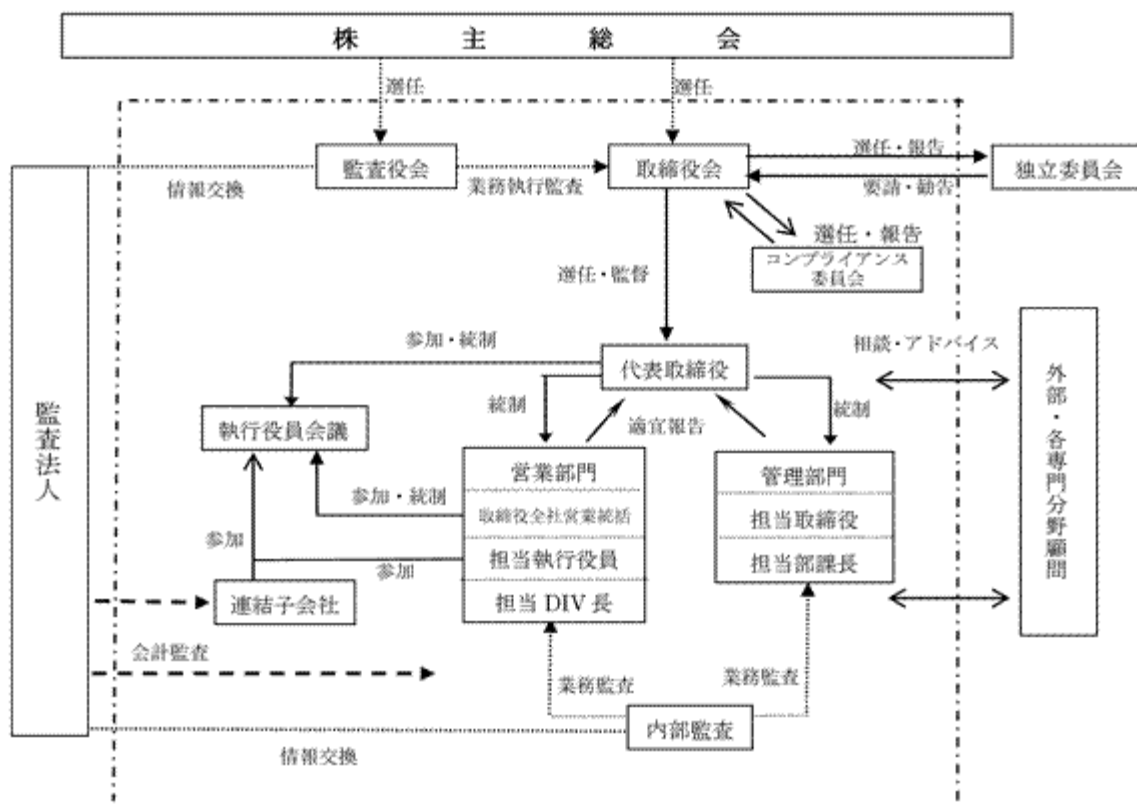 株主総会
選任
選任
監査役会
取締役会
選任・報告
独立委員会
情報交換
業務執行監査
要請・勧告
選任・報告
コンプライアンス
委員会
選任・監督
参加・統制
代表取締役
相談・アドバイス
統制
適宜報告
統制
執行役員会議
監査法人
外部・各専門分野顧問
営業部門
取締役全社営業統括
担当執行役員
担当 DIV 長
管理部門
担当取締役
担当部課長
参加・統制
参加
参加
連結子会社
会計監査
業務監査
業務監査
内部監査
情報交換